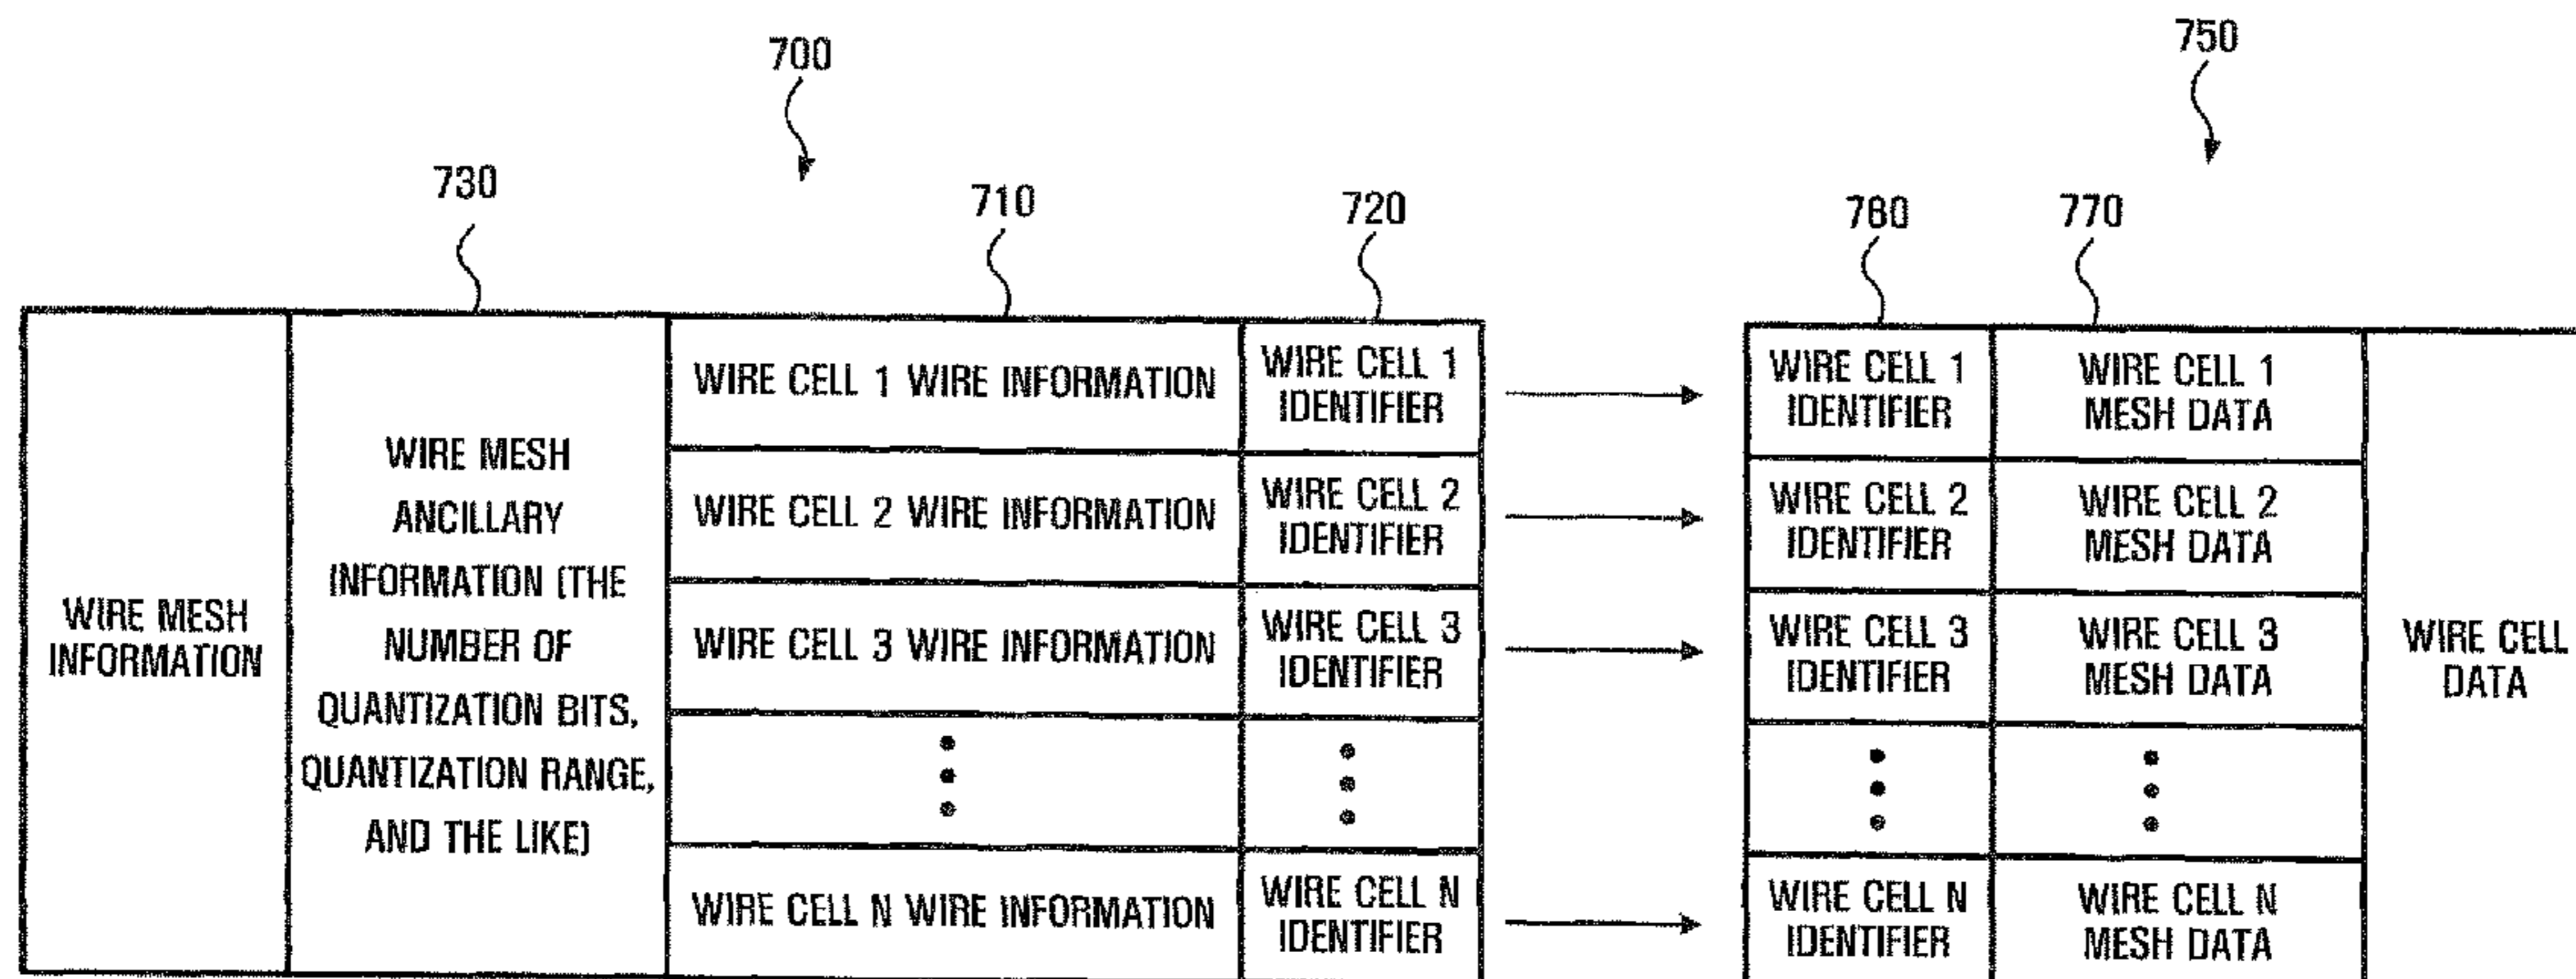 700
750
730
710
720
760
770
WIRE MESH
INFORMATION
WIRE MESH
ANCILLARY
INFORMATION (THE
NUMBER OF
QUANTIZATION BITS,
QUANTIZATION RANGE,
AND THE LIKE)
WIRE CELL 1 WIRE INFORMATION
WIRE CELL 1
IDENTIFIER
WIRE CELL 2 WIRE INFORMATION
WIRE CELL 2
IDENTIFIER
WIRE CELL 3 WIRE INFORMATION
WIRE CELL 3
IDENTIFIER
WIRE CELL N WIRE INFORMATION
WIRE CELL N
IDENTIFIER
WIRE CELL 1
IDENTIFIER
WIRE CELL 1
MESH DATA
WIRE CELL 2
IDENTIFIER
WIRE CELL 2
MESH DATA
WIRE CELL 3
IDENTIFIER
WIRE CELL 3
MESH DATA
WIRE CELL N
IDENTIFIER
WIRE CELL N
MESH DATA
WIRE CELL
DATA